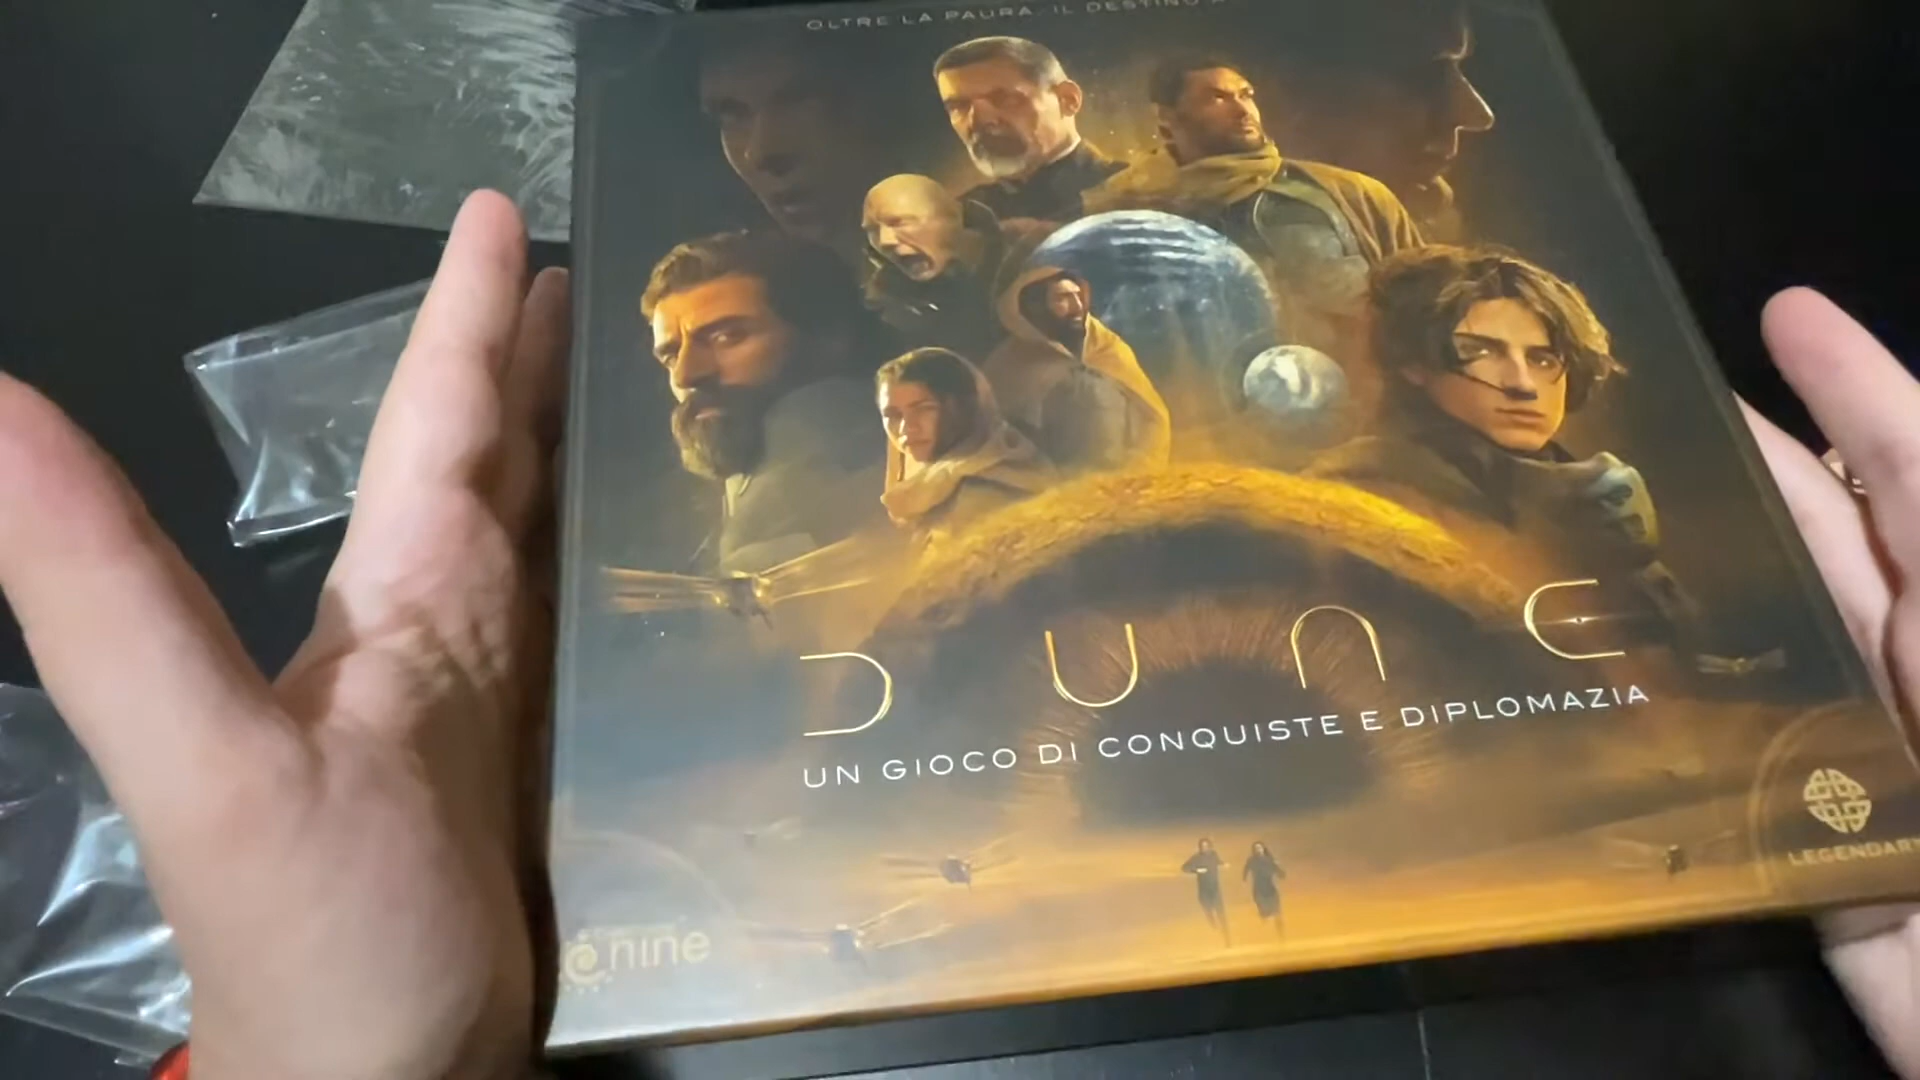 OLTRE LA PAURA, IL DESTINO
DUNE
UN GIOCO DI CONQUISTE E DIPLOMAZIA
LEGENDARY
nine